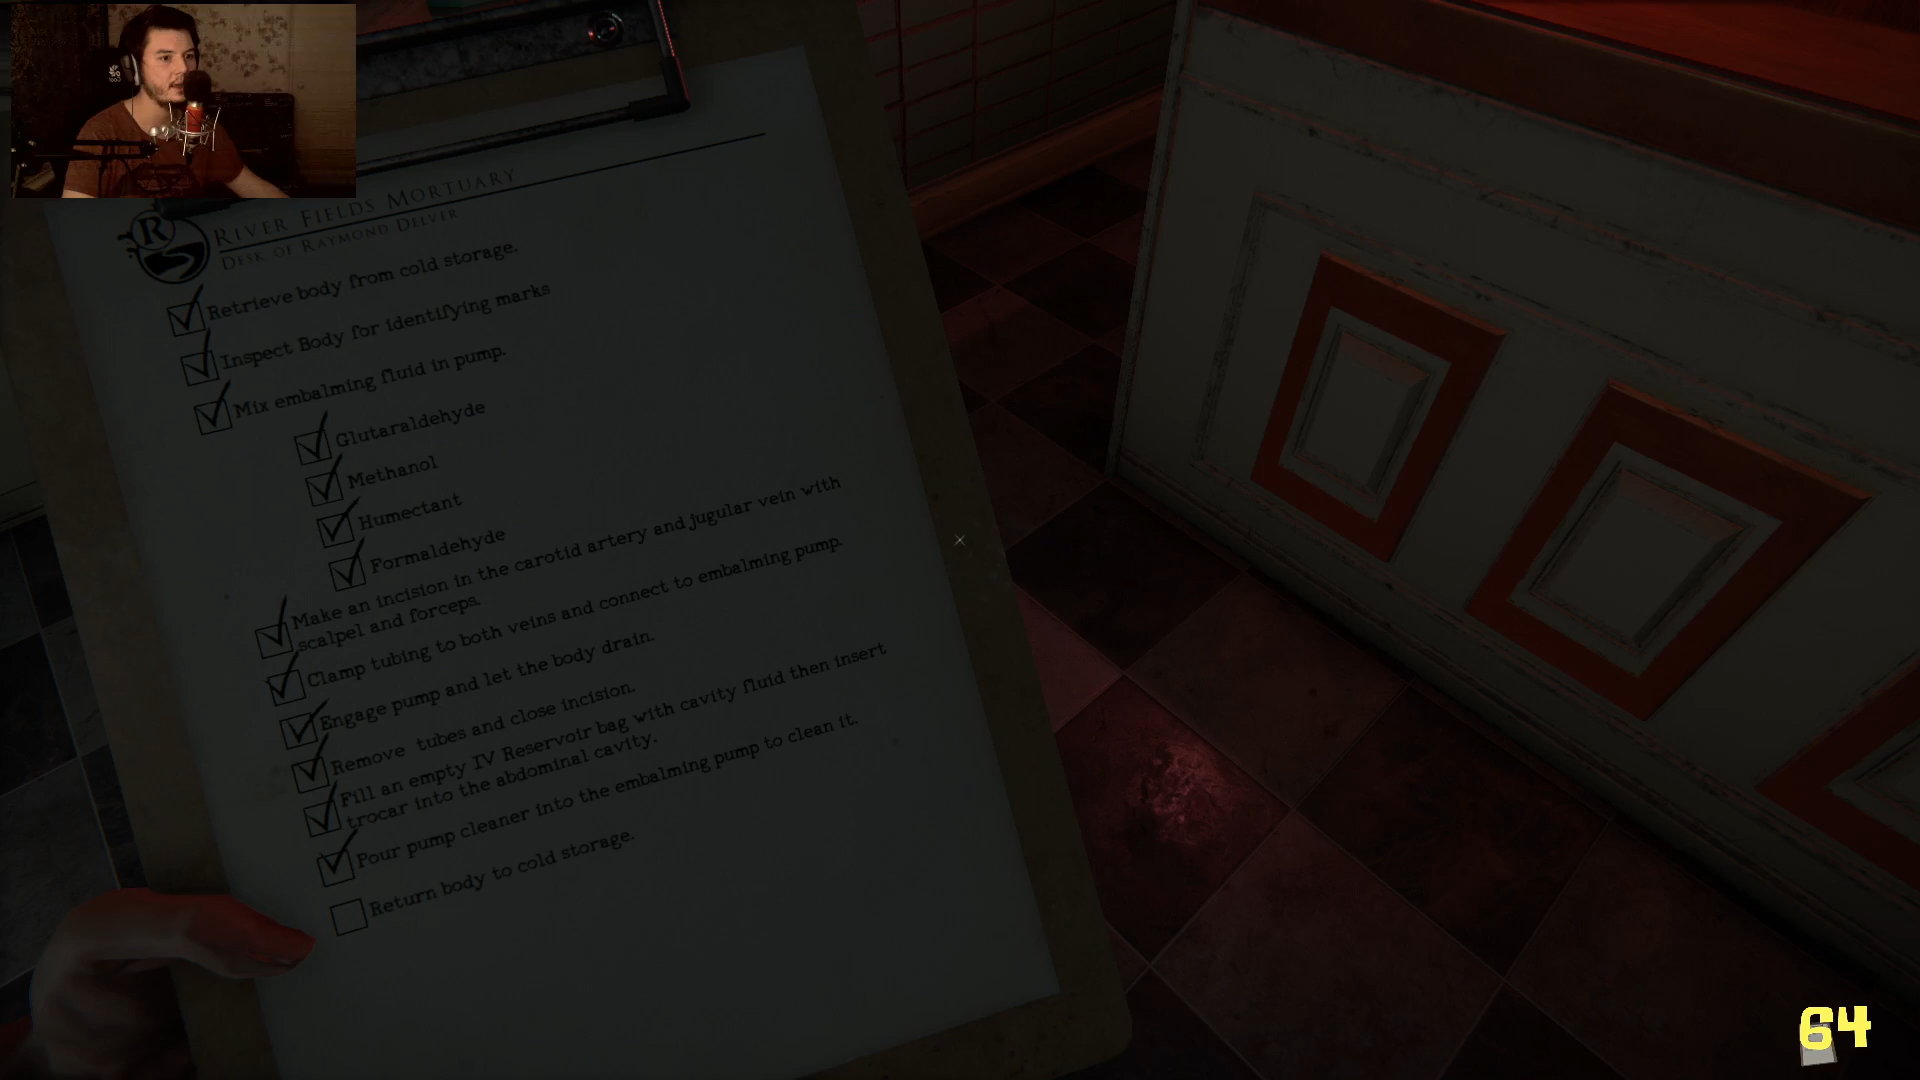 R
RIVER FIELDS MORTUARY
DESK OF RAYMOND DELVER
Retrieve body from cold storage.
Inspect Body for identifying marks
Mix embalming fluid in pump.
Glutaraldehyde
Methanol
Humectant
Formaldehyde
Make an incision in the carotid artery and jugular vein with
scalpel and forceps.
Clamp tubing to both veins and connect to embalming pump.
Engage pump and let the body drain.
Remove tubes and close incision.
Fill an empty IV Reservoir bag with cavity fluid then insert
trocar into the abdominal cavity.
Pour pump cleaner into the embalming pump to clean it.
Return body to cold storage.
64